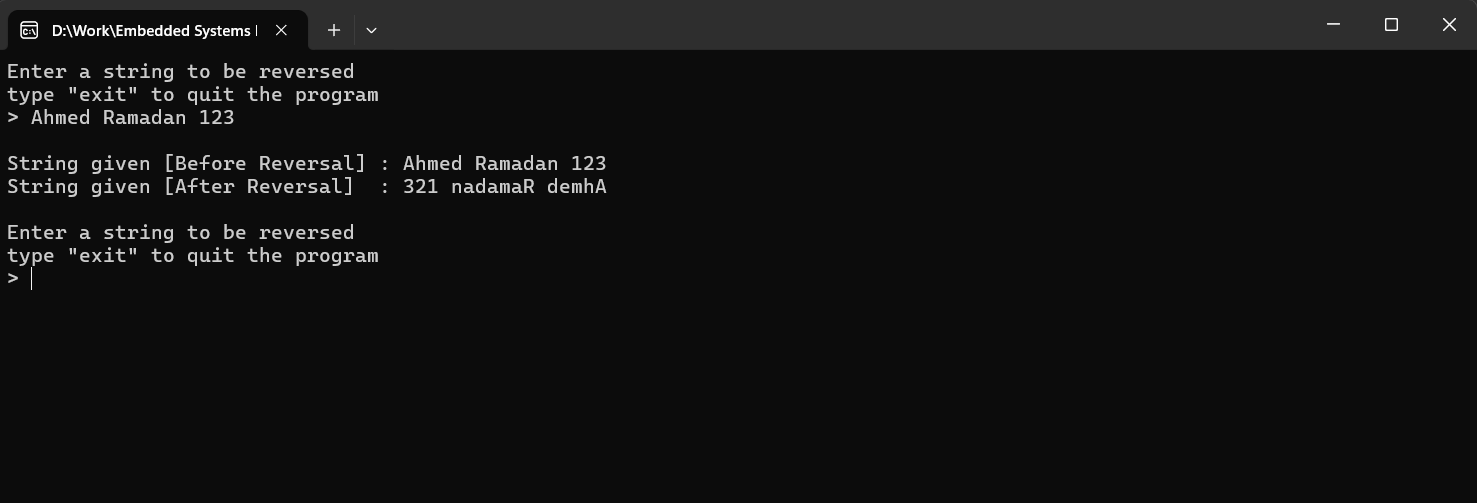 D:\Work\Embedded Systems
Enter a string to be reversed
type "exit" to quit the program
> Ahmed Ramadan 123
String given [Before Reversal] : Ahmed Ramadan 123
String given [After Reversal]  : 321 nadamaR demhA
Enter a string to be reversed
type "exit" to quit the program
>